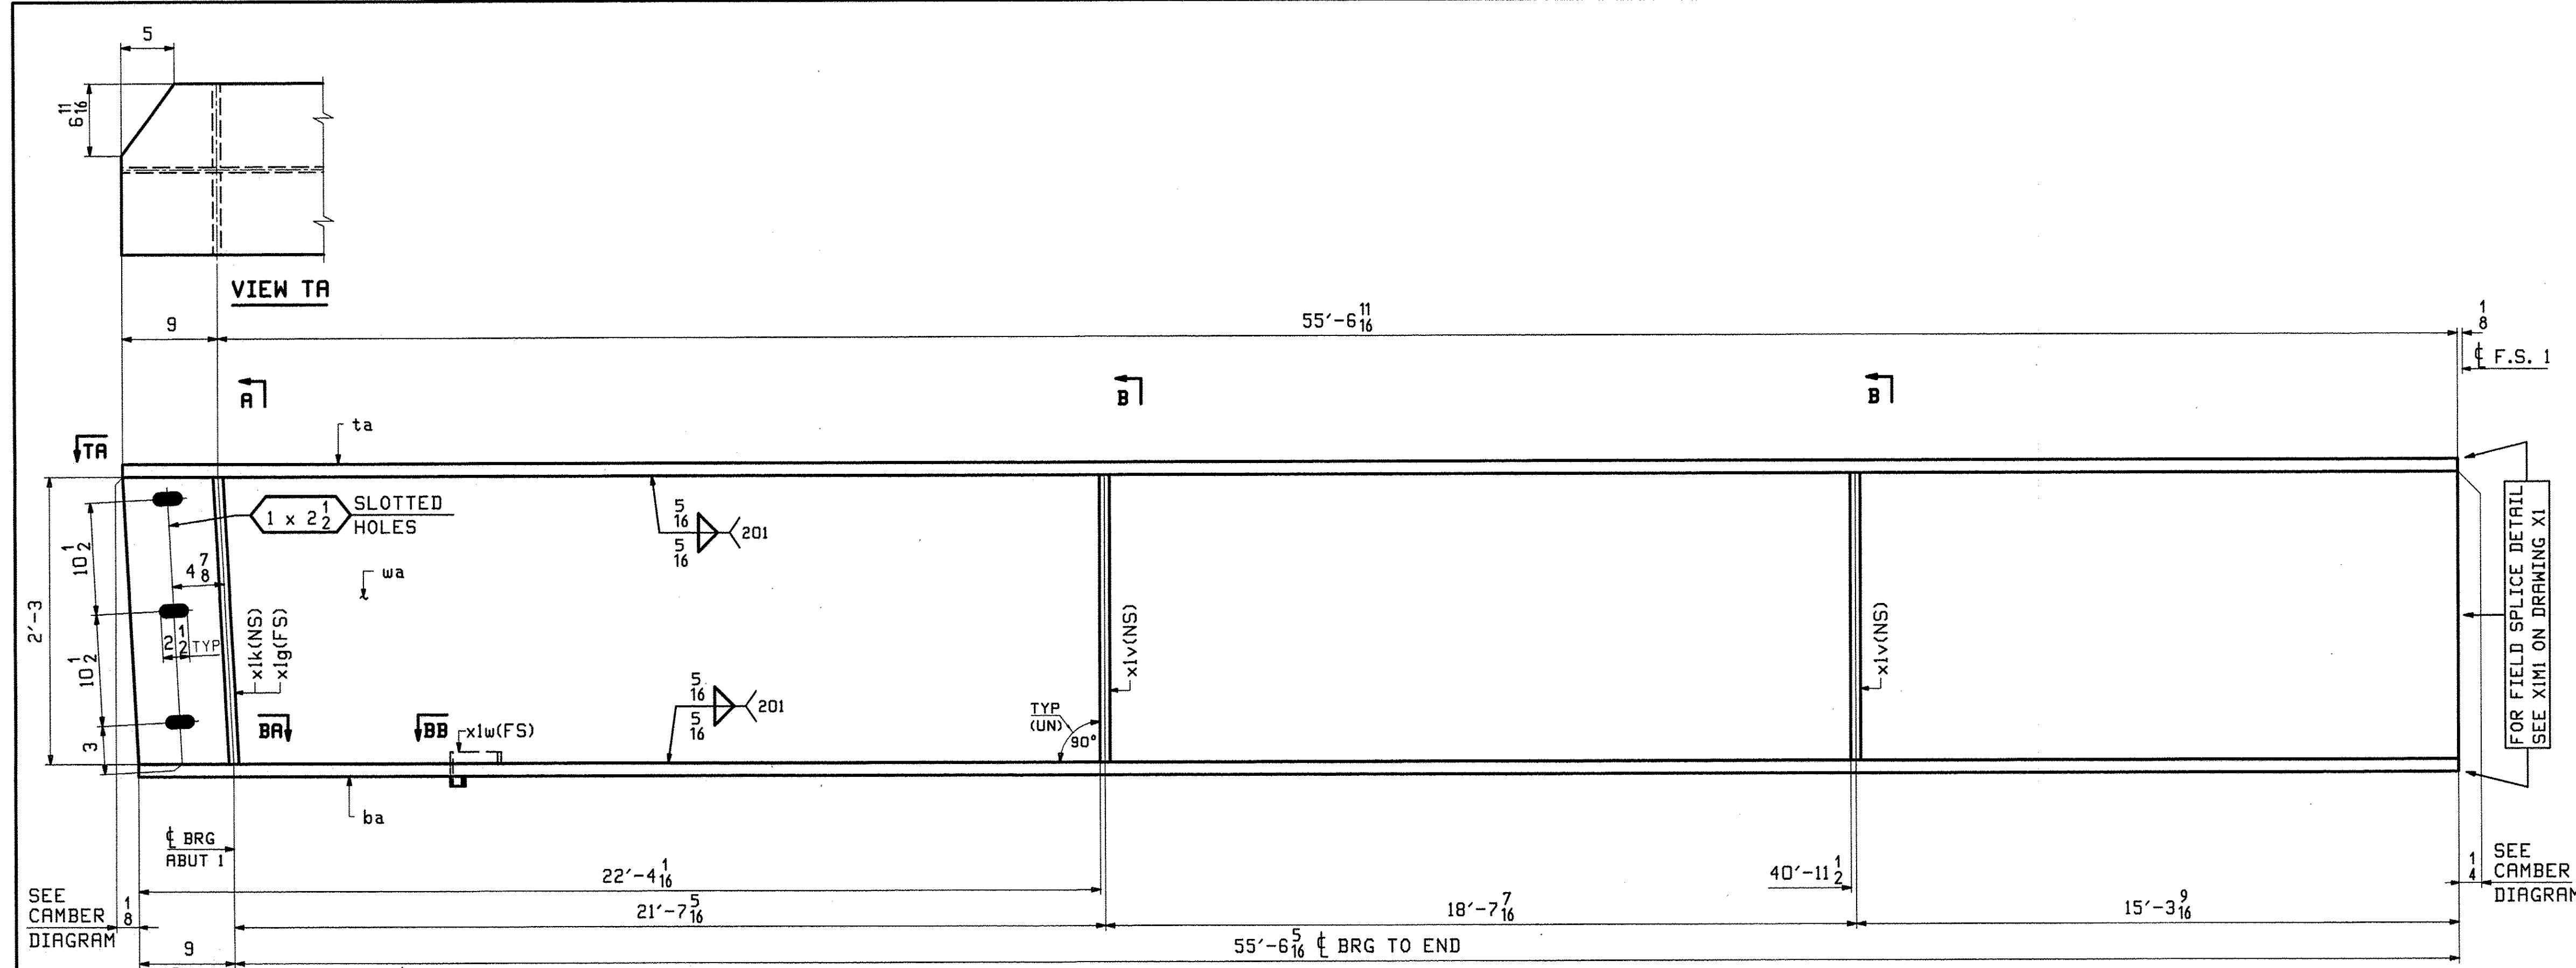 5
6 11/16
VIEW TA
9
55'-6 11/16
1/8
℄ F.S. 1
A
B
B
TA
ta
1 x 2 1/2
SLOTTED
HOLES
5/16
5/16
201
10 1/2
4 7/8
wa
2'-3
2 1/2 TYP
10 1/2
3
x1k(NS)
x1g(FS)
x1v(NS)
x1v(NS)
FOR FIELD SPLICE DETAIL
SEE X1M1 ON DRAWING X1
BA
BB
x1w(FS)
5/16
5/16
201
TYP
(UN)
90°
ba
℄ BRG
ABUT 1
22'-4 1/16
40'-11 1/2
1/4
SEE
CAMBER
DIAGRAM
SEE
CAMBER
DIAGRAM
1/8
21'-7 5/16
18'-7 7/16
15'-3 9/16
9
55'-6 5/16 ℄ BRG TO END